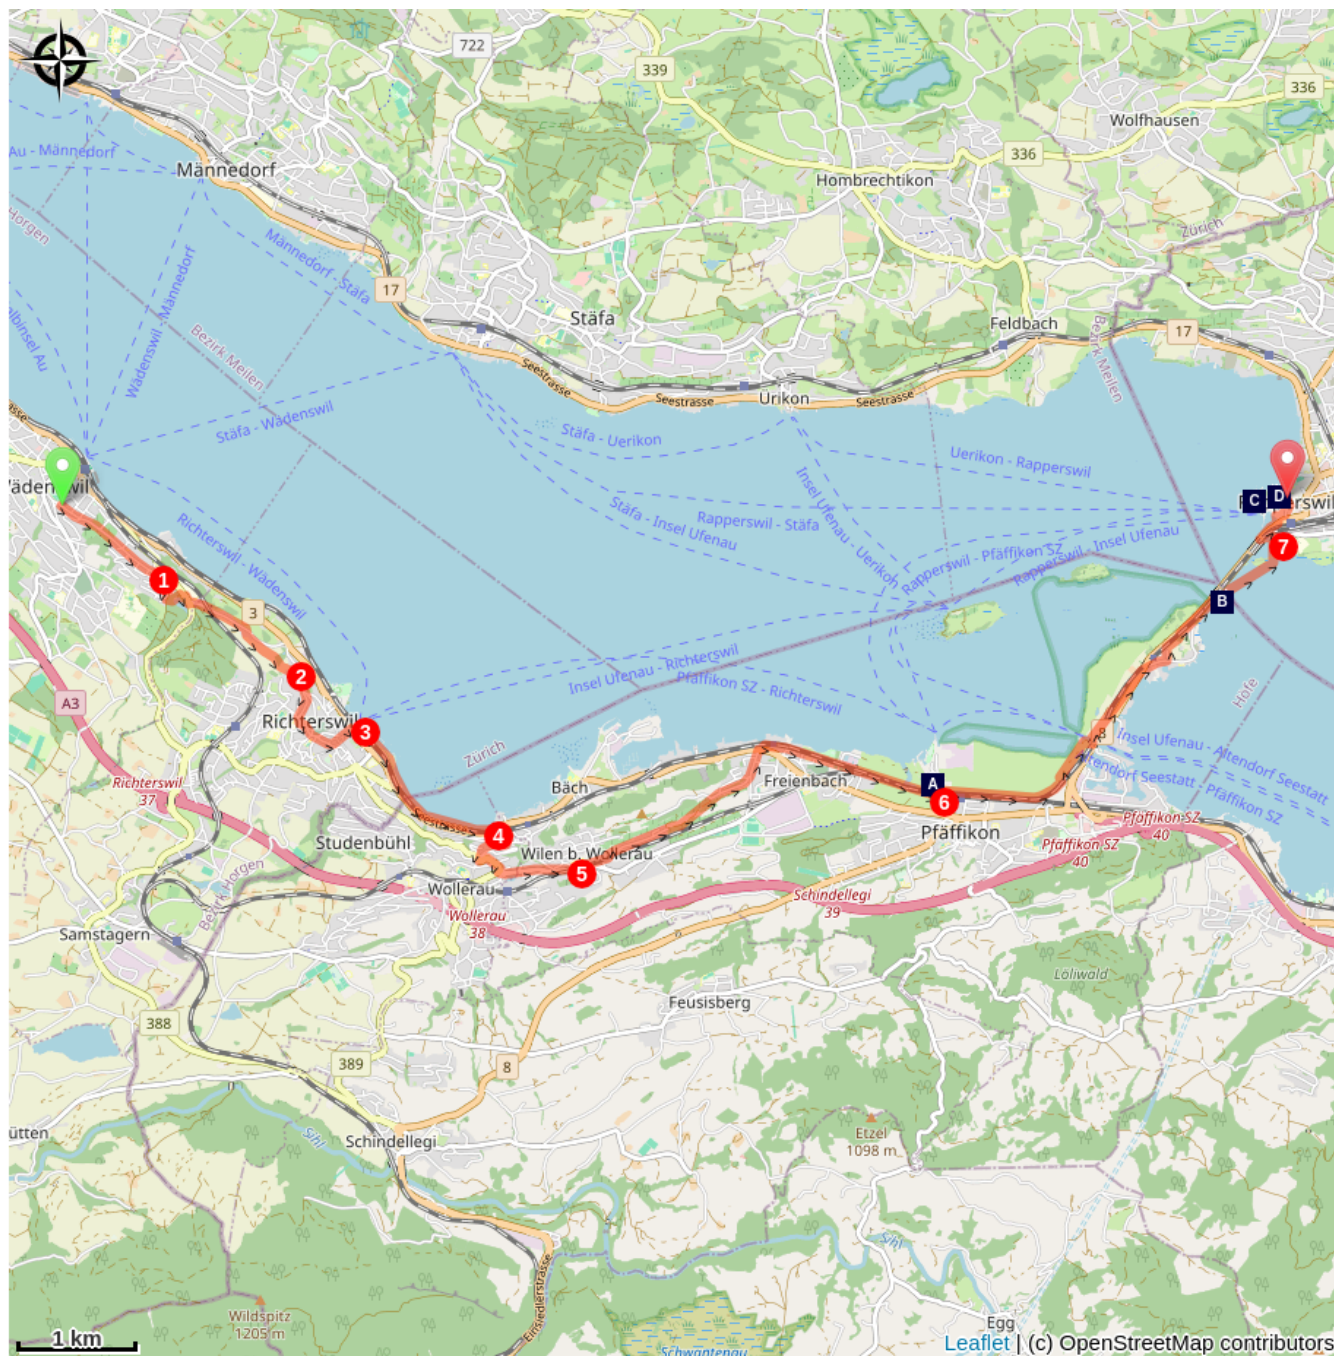 722
339
336
Wolfhausen
Au - Männedorf
Männedorf
336
Hombrechtikon
Horgen
Zürich
Männedorf - Stäfa
Wädenswil - Männedorf
17
Stäfa
Feldbach
17
Bezirk Meilen
Bezirk Meilen
Seestrasse
Seestrasse
Ürikon
Seestrasse
Stäfa - Wädenswil
Stäfa - Uerikon
Uerikon - Rapperswil
Insel Ufenau - Uerikon
C
D
Stäfa - Insel Ufenau
Rapperswil - Stäfa
Richterswil - Wädenswil
Rapperswil - Pfäffikon SZ
Rapperswil - Insel Ufenau
7
1
B
3
2
Insel Ufenau - Richterswil
Pfäffikon SZ - Richterswil
Höfe
A3
Richterswil
3
8
Insel Ufenau - Altendorf Seestatt
Altendorf Seestatt - Pfäffikon SZ
Zürich
Richterswil
37
Bäch
Freienbach
A
6
4
Pfäffikon
Pfäffikon SZ
40
Pfäffikon SZ
40
Studenbühl
Wilen b. Wollerau
5
Wollerau
Schindellegi
39
Bezirk Horgen
Wollerau
38
Samstagern
Löliwald
Feusisberg
388
389
8
Sihl
Schindellegi
Etzel
1098 m
Sihl
Einsiedlerstrasse
Wildspitz
1205 m
Egg
1 km
Schwantenau
Leaflet | (c) OpenStreetMap contributors